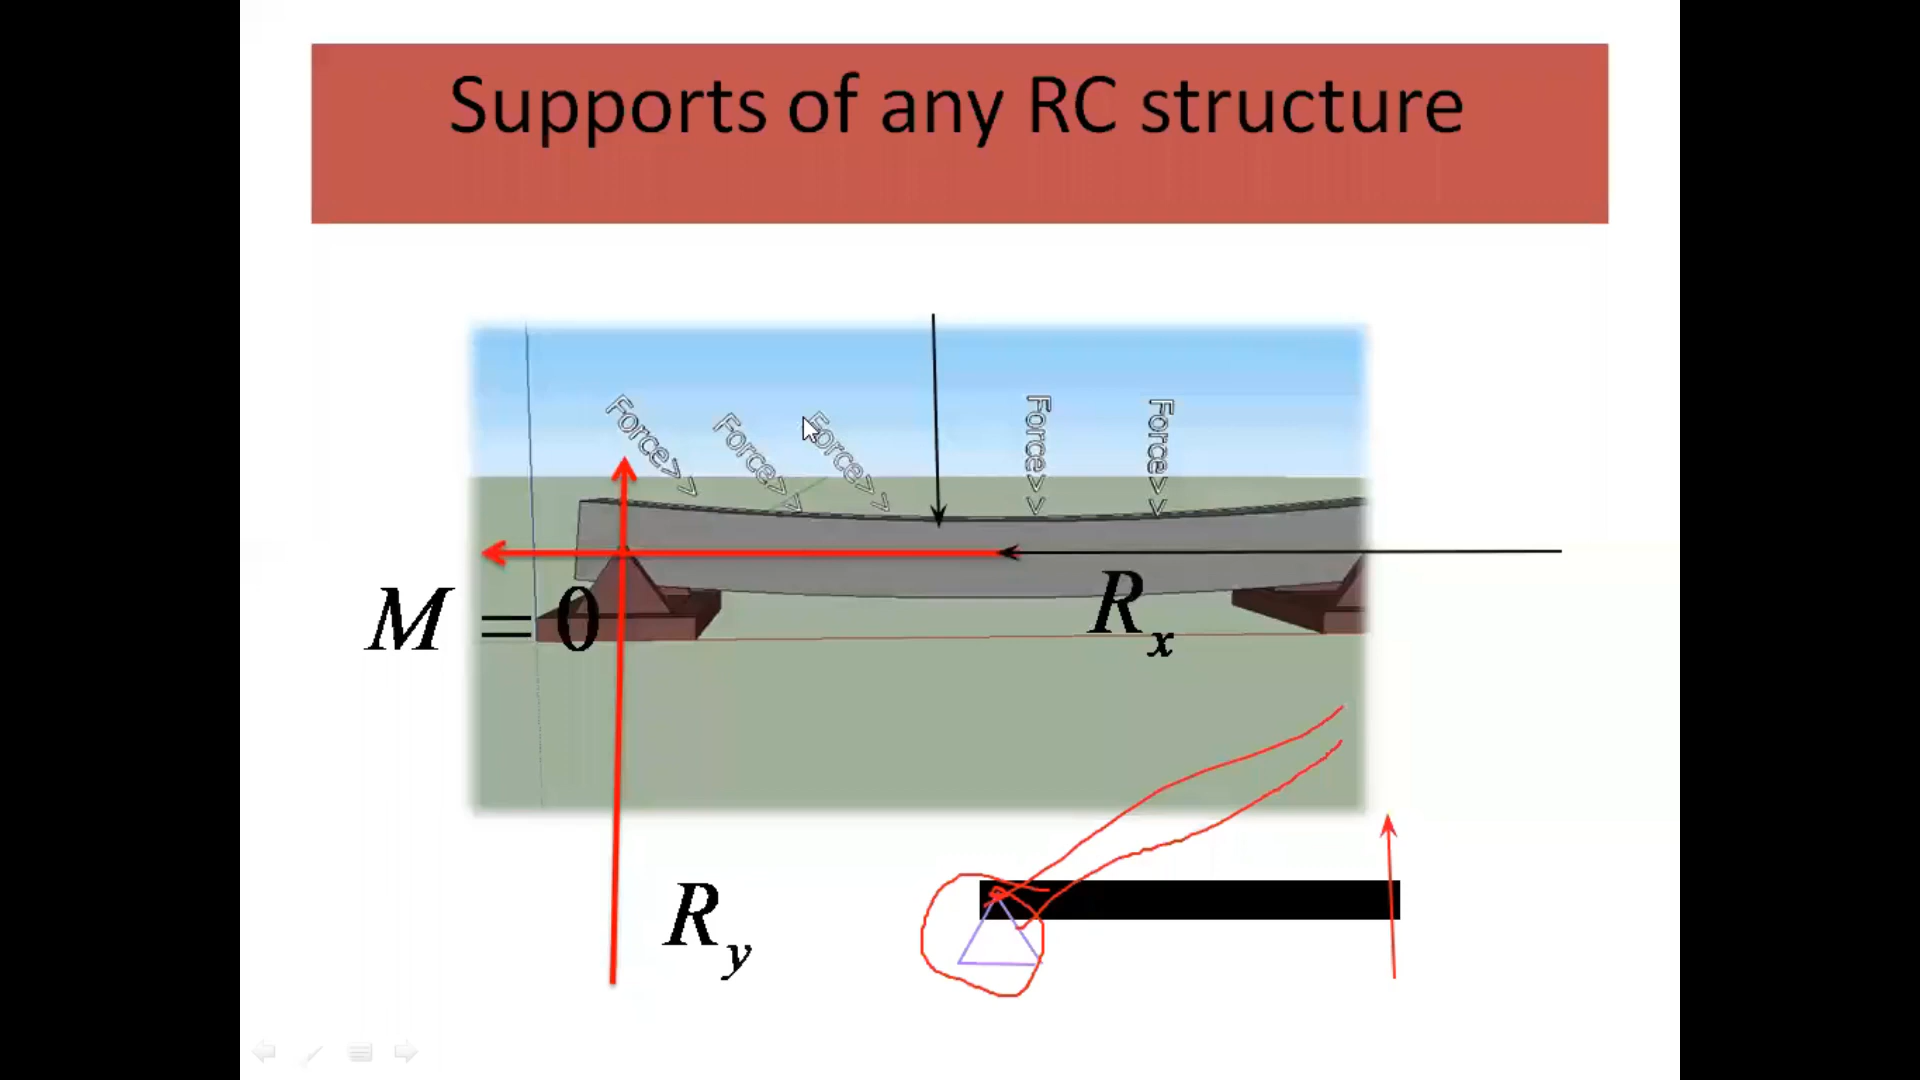 Supports of any RC structure
Force>>
Force>>
Force>>
Force>>
Force>>
M = 0
R_x
R_y